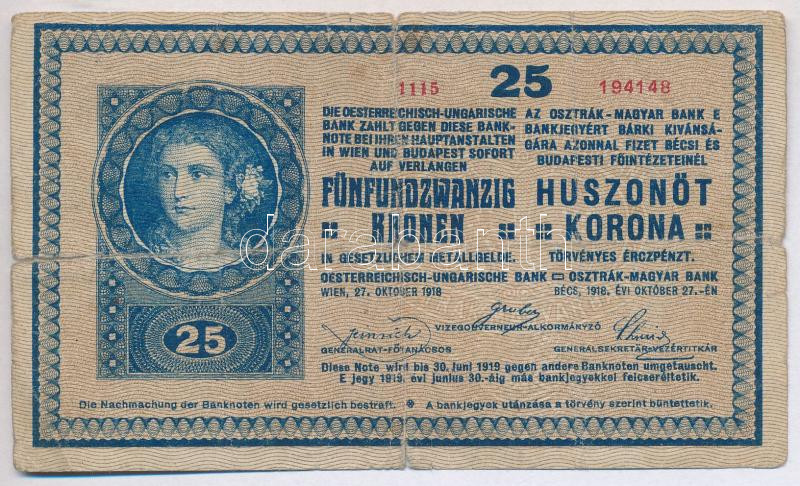 1115 25 194148
DIE OESTERREICHISCH-UNGARISCHE
BANK ZAHLT GEGEN DIESE BANK-
NOTE BEI IHREN HAUPTANSTALTEN
IN WIEN UND BUDAPEST SOFORT
AUF VERLANGEN
FÜNFUNDZWANZIG
KRONEN
IN GESETZLICHEM METALLGELDE.
OESTERREICHISCH-UNGARISCHE BANK
WIEN, 27. OKTOBER 1918
AZ OSZTRÁK-MAGYAR BANK E
BANKJEGYÉRT BÁRKI KIVÁNSÁ-
GÁRA AZONNAL FIZET BÉCSI ÉS
BUDAPESTI FŐINTÉZETEINÉL
HUSZONÖT
KORONA
TÖRVÉNYES ÉRCZPÉNZT.
OSZTRÁK-MAGYAR BANK
BÉCS, 1918. ÉVI OKTÓBER 27.-ÉN
25
Gruber
VIZEGOUVERNEUR-ALKORMÁNYZÓ
GENERALRAT-FŐTANÁCSOS
GENERALSEKRETÄR-VEZÉRTITKÁR
Diese Note wird bis 30. Juni 1919 gegen andere Banknoten umgetauscht.
E jegy 1919. évi junius 30.-áig más bankjegyekkel felcseréltetik.
Die Nachmachung der Banknoten wird gesetzlich bestraft. A bankjegyek utánzása a törvény szerint büntettetik.
darabanth